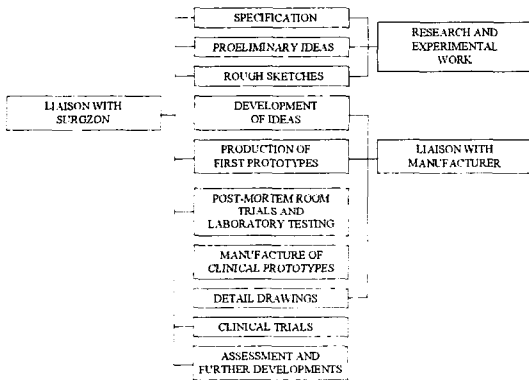 SPECIFICATION
PROELIMINARY IDEAS
ROUGH SKETCHES
RESEARCH AND
EXPERIMENTAL
WORK
LIAISON WITH
SURGZON
DEVELOPMENT
OF IDEAS
PRODUCTION OF
FIRST PROTOTYPES
LIAISON WITH
MANUFACTURER
POST-MORTEM ROOM
TRIALS AND
LABORATORY TESTING
MANUFACTURE OF
CLINICAL PROTOTYPES
DETAIL DRAWINGS
CLINICAL TRIALS
ASSESSMENT AND
FURTHER DEVELOPMENTS